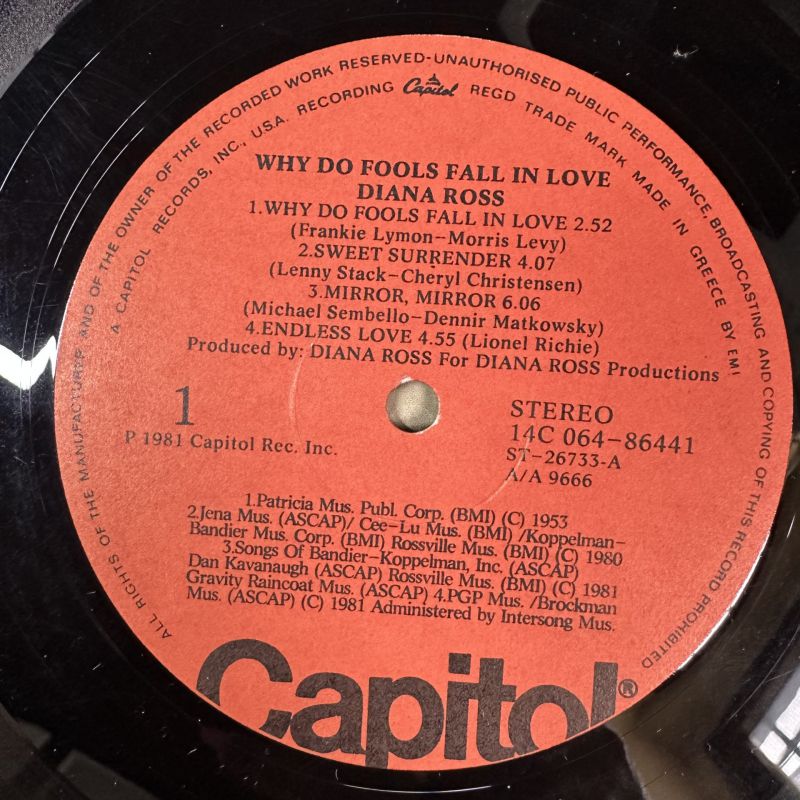 ALL RIGHTS OF THE MANUFACTURER AND OF THE OWNER OF THE RECORDED WORK RESERVED-UNAUTHORISED PUBLIC PERFORMANCE, BROADCASTING AND COPYING OF THIS RECORD PROHIBITED
A CAPITOL RECORDS, INC., U.S.A. RECORDING Capitol REGD TRADE MARK MADE IN GREECE BY EMI
WHY DO FOOLS FALL IN LOVE
DIANA ROSS
1.WHY DO FOOLS FALL IN LOVE 2.52
(Frankie Lymon-Morris Levy)
2.SWEET SURRENDER 4.07
(Lenny Stack-Cheryl Christensen)
3.MIRROR, MIRROR 6.06
(Michael Sembello-Dennir Matkowsky)
4.ENDLESS LOVE 4.55 (Lionel Richie)
Produced by: DIANA ROSS For DIANA ROSS Productions
1
P 1981 Capitol Rec. Inc.
STEREO
14C 064-86441
ST-26733-A
A/A 9666
1.Patricia Mus. Publ. Corp. (BMI) (C) 1953
2.Jena Mus. (ASCAP)/ Cee-Lu Mus. (BMI) /Koppelman-
Bandier Mus. Corp. (BMI) Rossville Mus. (BMI) (C) 1980
3.Songs Of Bandier-Koppelman, Inc. (ASCAP)
Dan Kavanaugh (ASCAP) Rossville Mus. (BMI) (C) 1981
Gravity Raincoat Mus. (ASCAP) 4.PGP Mus. /Brockman
Mus. (ASCAP) (C) 1981 Administered by Intersong Mus.
Capitol®